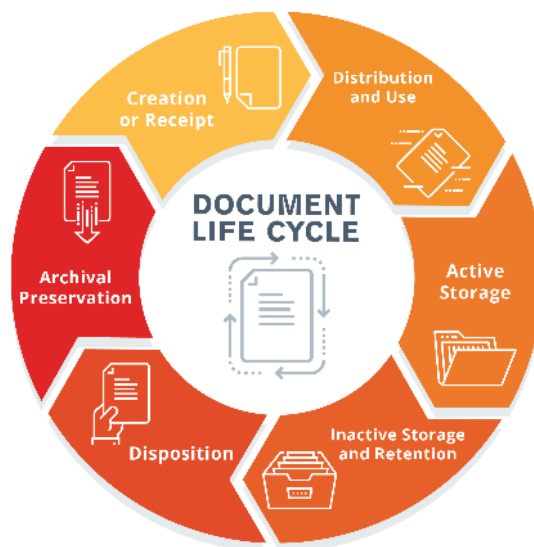 DOCUMENT
LIFE CYCLE
Creation
or Receipt
Distribution
and Use
Active
Storage
Inactive Storage
and Retention
Disposition
Archival
Preservation